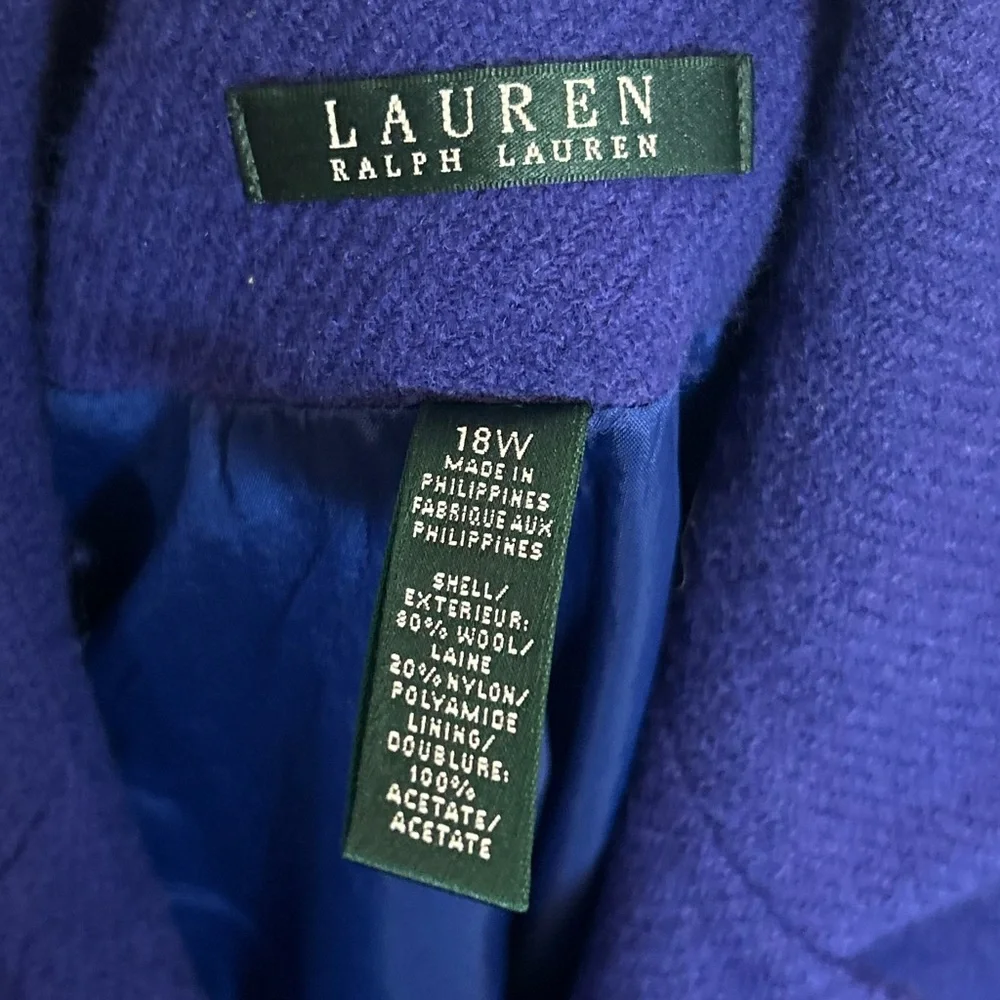 LAUREN
RALPH LAUREN
18W
MADE IN
PHILIPPINES
FABRIQUE AUX
PHILIPPINES
SHELL/
EXTERIEUR:
80% WOOL/
LAINE
20% NYLON/
POLYAMIDE
LINING/
DOUBLURE:
100%
ACETATE/
ACETATE